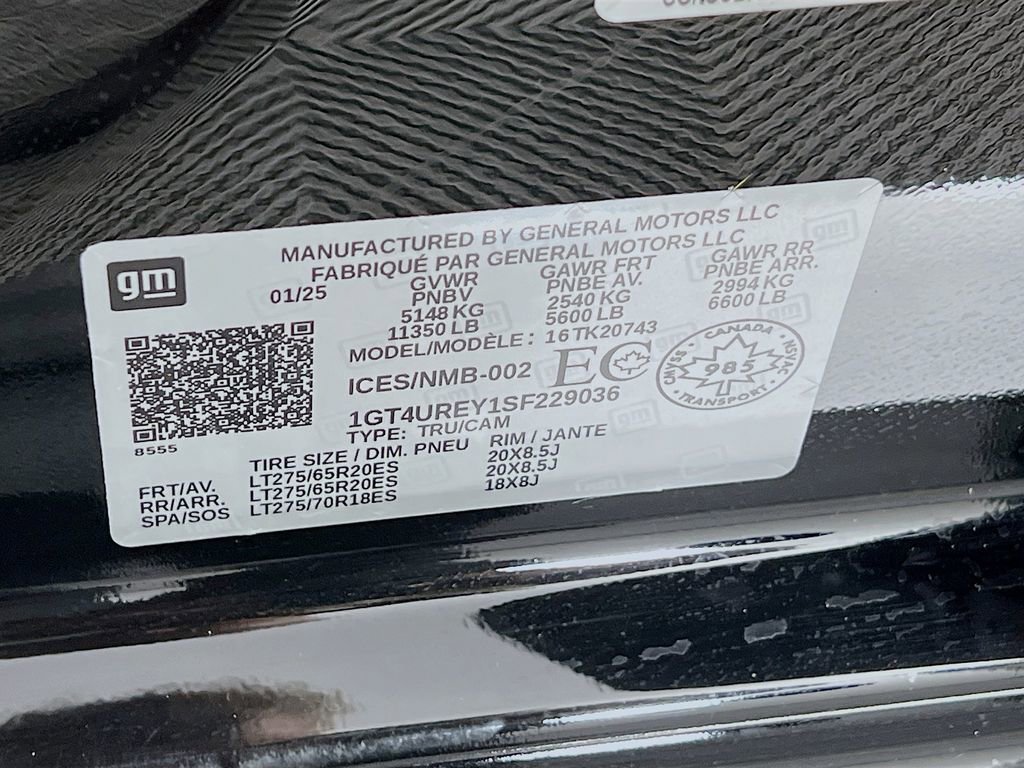 gm
MANUFACTURED BY GENERAL MOTORS LLC
FABRIQUÉ PAR GENERAL MOTORS LLC
01/25
GVWR
PNBV
5148 KG
11350 LB
GAWR FRT
PNBE AV.
2540 KG
5600 LB
GAWR RR
PNBE ARR.
2994 KG
6600 LB
MODEL/MODÈLE: 16 TK20743
ICES/NMB-002
EC
CANADA
985
TRANSPORT
1GT4UREY1SF229036
TYPE: TRU/CAM
8555
TIRE SIZE / DIM. PNEU RIM / JANTE
FRT/AV. LT275/65R20ES 20X8.5J
RR/ARR. LT275/65R20ES 20X8.5J
SPA/SOS LT275/70R18ES 18X8J